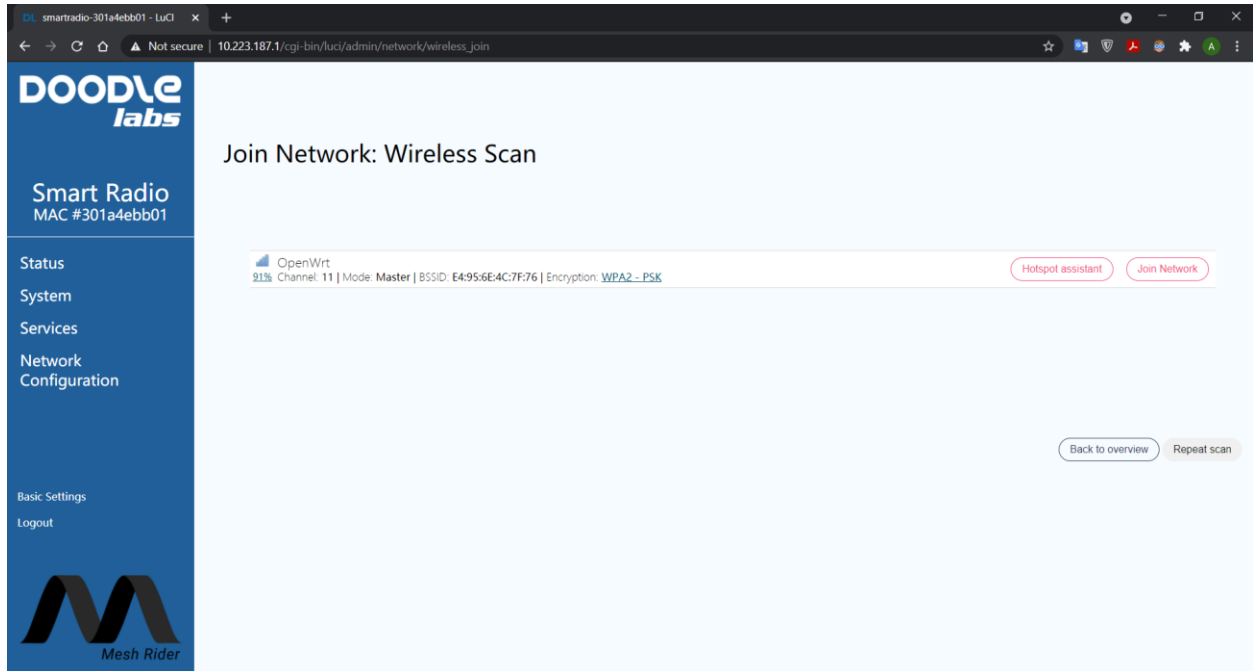 DL smartradio-301a4ebb01 - LuCI
Not secure | 10.223.187.1/cgi-bin/luci/admin/network/wireless_join
A
DOODLE
labs
Smart Radio
MAC #301a4ebb01
Status
System
Services
Network
Configuration
Basic Settings
Logout
Mesh Rider
Join Network: Wireless Scan
OpenWrt
91% Channel: 11 | Mode: Master | BSSID: E4:95:6E:4C:7F:76 | Encryption: WPA2 - PSK
Hotspot assistant Join Network
Back to overview Repeat scan